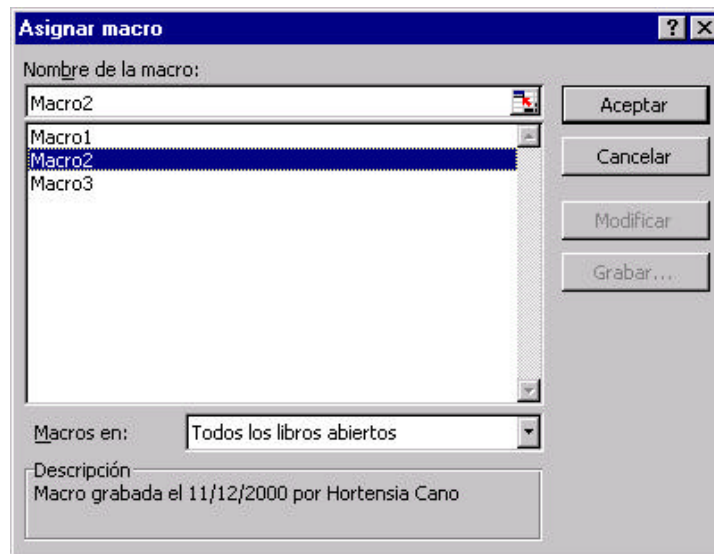 Asignar macro
Nombre de la macro:
Macro2
Aceptar
Macro1
Macro2
Macro3
Cancelar
Modificar
Grabar...
Macros en:
Todos los libros abiertos
Descripción
Macro grabada el 11/12/2000 por Hortensia Cano